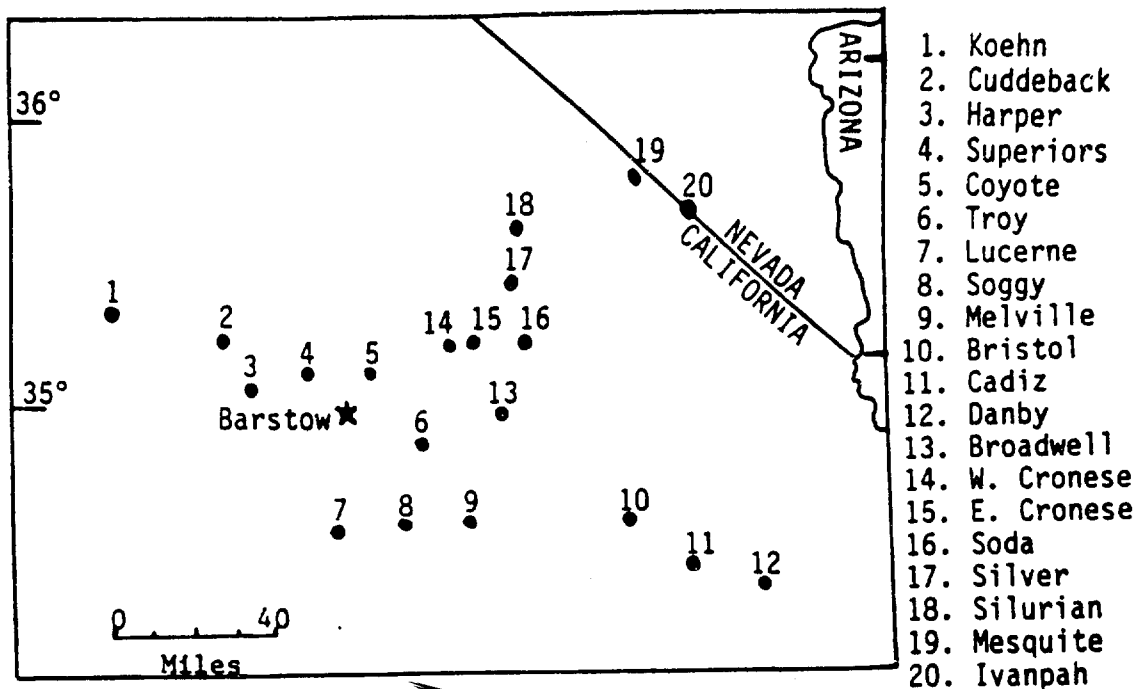 36°
35°
ARIZONA
NEVADA
CALIFORNIA
19
20
18
17
1
2
14
15
16
3
4
5
13
Barstow
6
7
8
9
10
11
12
0 40
Miles
1. Koehn
2. Cuddeback
3. Harper
4. Superiors
5. Coyote
6. Troy
7. Lucerne
8. Soggy
9. Melville
10. Bristol
11. Cadiz
12. Danby
13. Broadwell
14. W. Cronese
15. E. Cronese
16. Soda
17. Silver
18. Silurian
19. Mesquite
20. Ivanpah